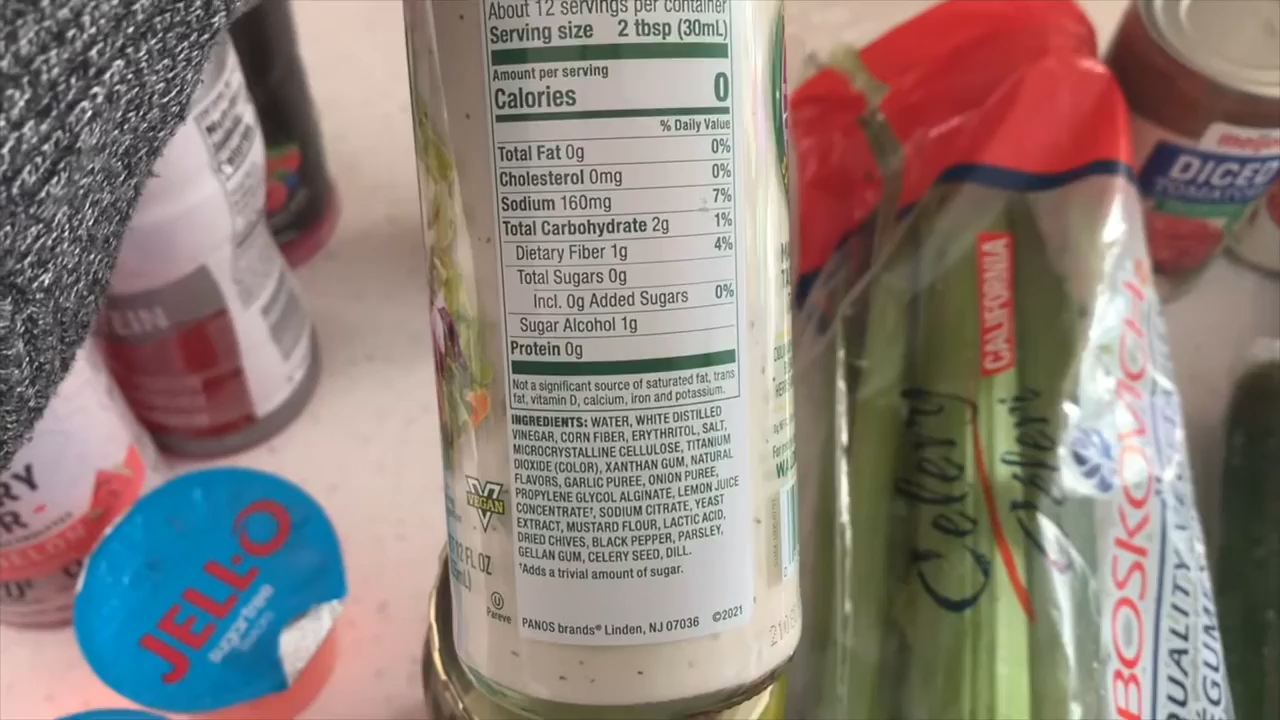 About 12 servings per container
Serving size 2 tbsp (30mL)
Amount per serving
Calories 0
% Daily Value
Total Fat 0g 0%
Cholesterol 0mg 0%
Sodium 160mg 7%
Total Carbohydrate 2g 1%
Dietary Fiber 1g 4%
Total Sugars 0g
Incl. 0g Added Sugars 0%
Sugar Alcohol 1g
Protein 0g
Not a significant source of saturated fat, trans
fat, vitamin D, calcium, iron and potassium.
INGREDIENTS: WATER, WHITE DISTILLED
VINEGAR, CORN FIBER, ERYTHRITOL, SALT,
MICROCRYSTALLINE CELLULOSE, TITANIUM
DIOXIDE (COLOR), XANTHAN GUM, NATURAL
FLAVORS, GARLIC PUREE, ONION PUREE,
PROPYLENE GLYCOL ALGINATE, LEMON JUICE
CONCENTRATE†, SODIUM CITRATE, YEAST
EXTRACT, MUSTARD FLOUR, LACTIC ACID,
DRIED CHIVES, BLACK PEPPER, PARSLEY,
GELLAN GUM, CELERY SEED, DILL.
†Adds a trivial amount of sugar.
PANOS brands® Linden, NJ 07036 ©2021
VEGAN
FL OZ
U
Pareve
JELL-O
sugar free
CALIFORNIA
Celery
BOSKOVICH
DICED
TOMATOES